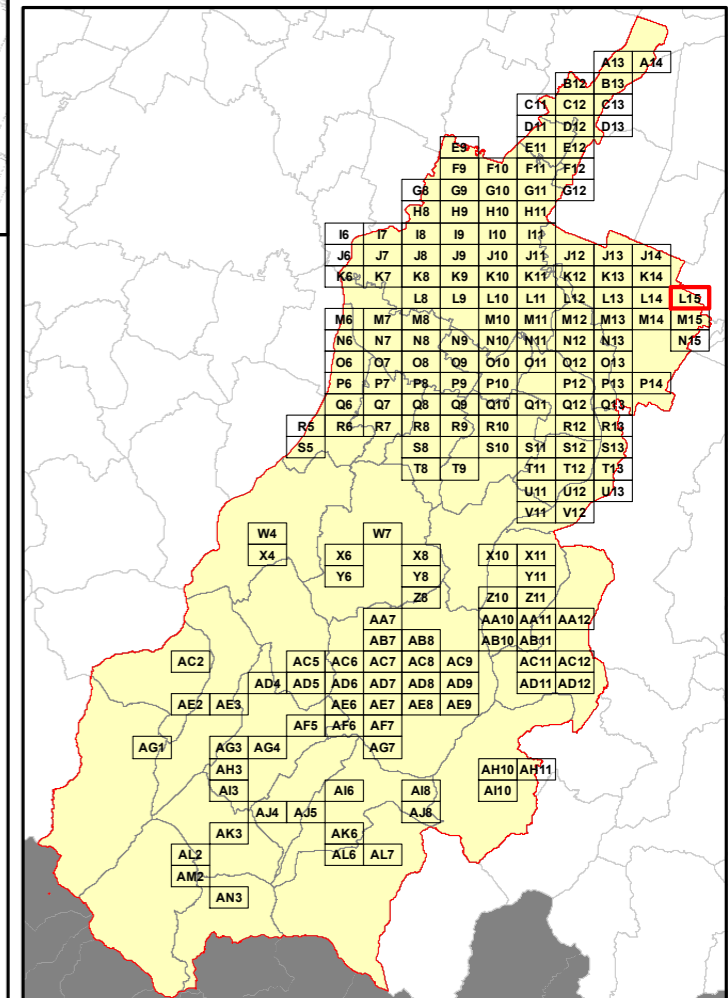 A13 A14
B12 B13
C11 C12 C13
D11 D12 D13
E9 E11 E12
F9 F10 F11 F12
G8 G9 G10 G11 G12
H8 H9 H10 H11
I6 I7 I8 I9 I10 I11
J6 J7 J8 J9 J10 J11 J12 J13 J14
K6 K7 K8 K9 K10 K11 K12 K13 K14
L8 L9 L10 L11 L12 L13 L14 L15
M6 M7 M8 M10 M11 M12 M13 M14 M15
N6 N7 N8 N9 N10 N11 N12 N13 N15
O6 O7 O8 O9 O10 O11 O12 O13
P6 P7 P8 P9 P10 P12 P13 P14
Q6 Q7 Q8 Q9 Q10 Q11 Q12 Q13
R5 R6 R7 R8 R9 R10 R12 R13
S5 S8 S10 S11 S12 S13
T8 T9 T11 T12 T13
U11 U12 U13
V11 V12
W4 W7
X4 X6 X8 X10 X11
Y6 Y8 Y11
Z8 Z10 Z11
AA7 AA10 AA11 AA12
AB7 AB8 AB10 AB11
AC2 AC5 AC6 AC7 AC8 AC9 AC11 AC12
AD4 AD5 AD6 AD7 AD8 AD9 AD11 AD12
AE2 AE3 AE6 AE7 AE8 AE9
AF5 AF6 AF7
AG1 AG3 AG4 AG7
AH3 AH10 AH11
AI3 AI6 AI8 AI10
AJ4 AJ5 AJ8
AK3 AK6
AL2 AL6 AL7
AM2
AN3